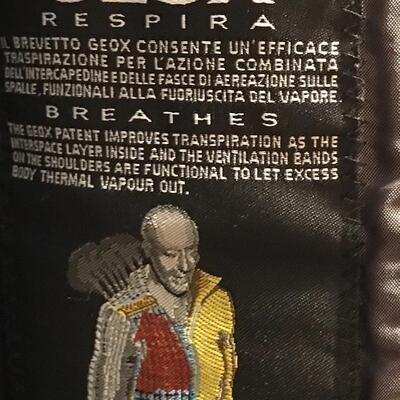 GEOX
RESPIRA
IL BREVETTO GEOX CONSENTE UN'EFFICACE
TRASPIRAZIONE PER L'AZIONE COMBINATA
DELL'INTERCAPEDINE E DELLE FASCE DI AEREAZIONE SULLE
SPALLE, FUNZIONALI ALLA FUORIUSCITA DEL VAPORE.
BREATHES
THE GEOX PATENT IMPROVES TRANSPIRATION AS THE
INTERSPACE LAYER INSIDE AND THE VENTILATION BANDS
ON THE SHOULDERS ARE FUNCTIONAL TO LET EXCESS
BODY THERMAL VAPOUR OUT.